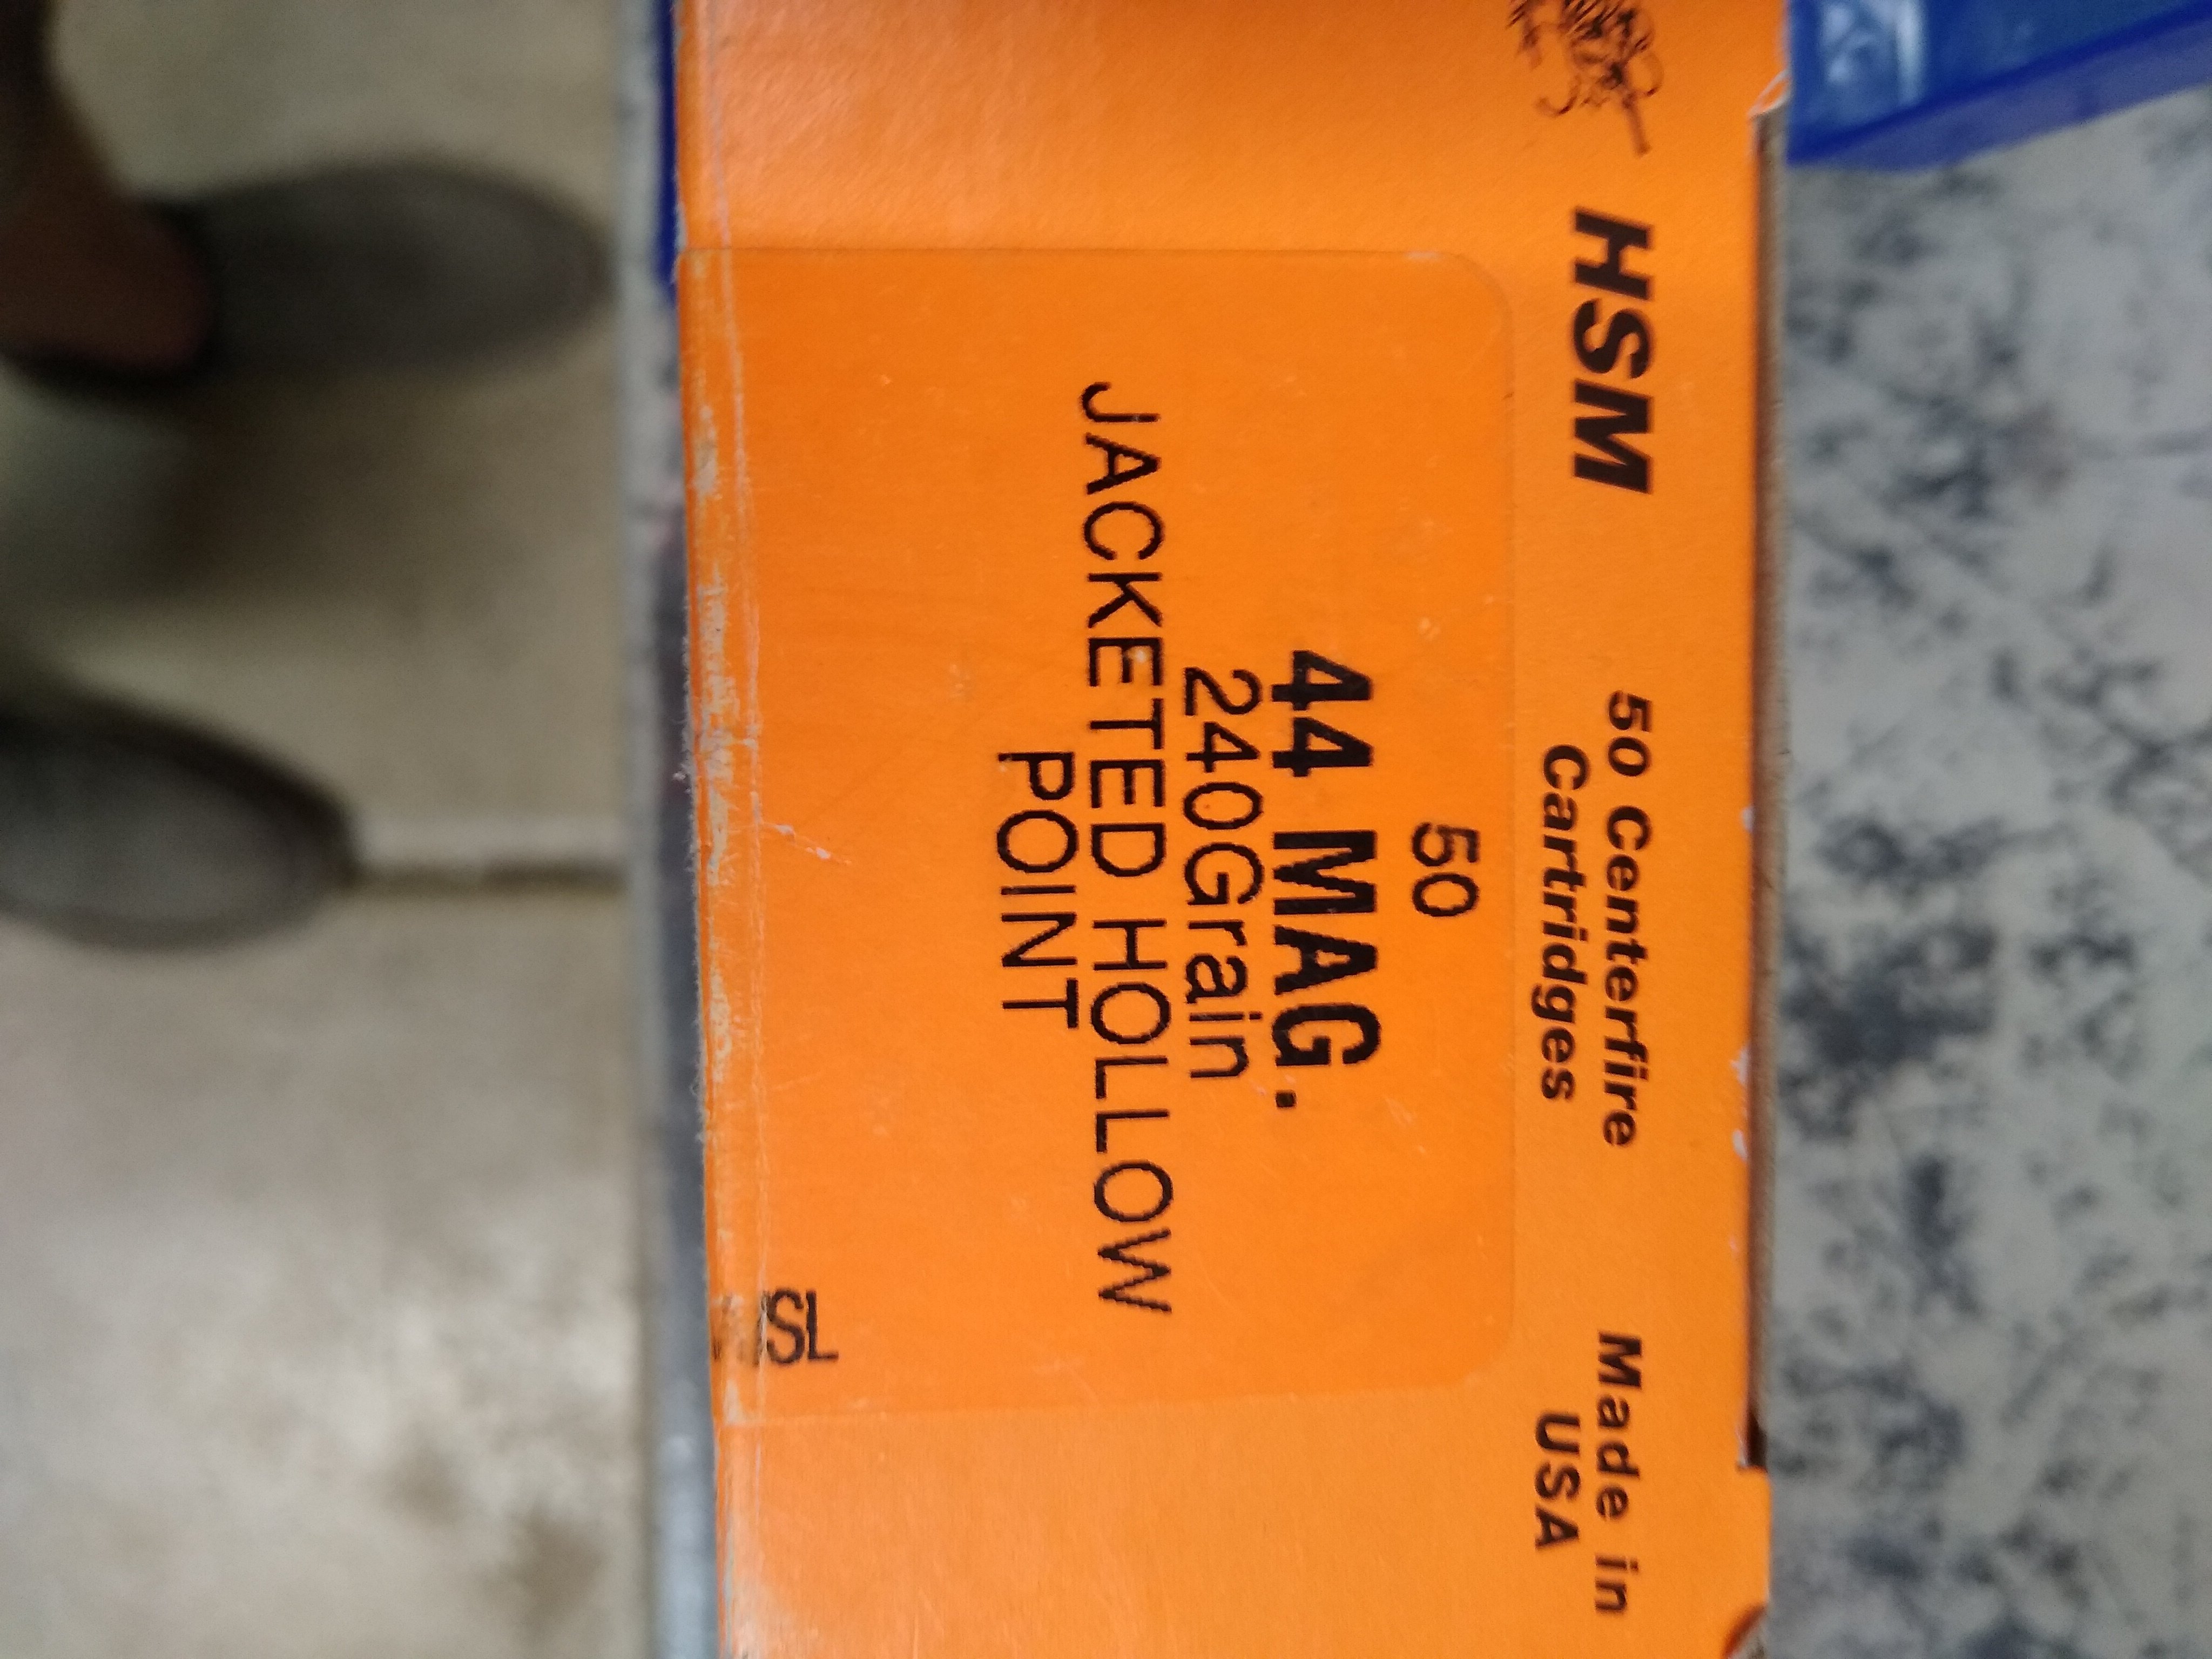 HSM
50 Centerfire
Cartridges
Made in
USA
50
44 MAG.
240Grain
JACKETED HOLLOW
POINT